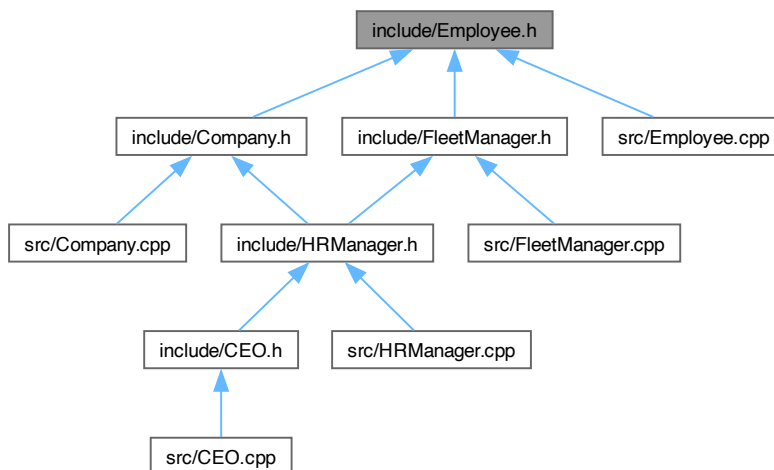 include/Employee.h
include/Company.h
include/FleetManager.h
src/Employee.cpp
src/Company.cpp
include/HRManager.h
src/FleetManager.cpp
include/CEO.h
src/HRManager.cpp
src/CEO.cpp